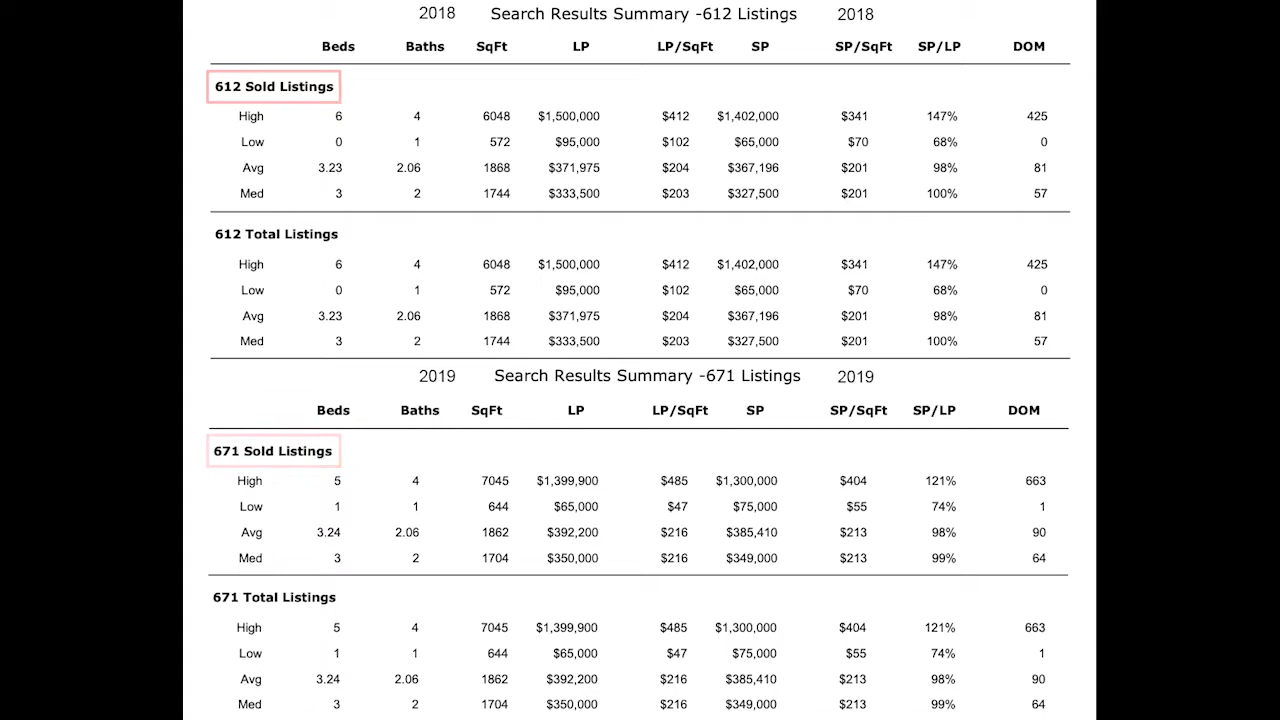 2018 Search Results Summary -612 Listings 2018
Beds Baths SqFt LP LP/SqFt SP SP/SqFt SP/LP DOM
612 Sold Listings
High 6 4 6048 $1,500,000 $412 $1,402,000 $341 147% 425
Low 0 1 572 $95,000 $102 $65,000 $70 68% 0
Avg 3.23 2.06 1868 $371,975 $204 $367,196 $201 98% 81
Med 3 2 1744 $333,500 $203 $327,500 $201 100% 57
612 Total Listings
High 6 4 6048 $1,500,000 $412 $1,402,000 $341 147% 425
Low 0 1 572 $95,000 $102 $65,000 $70 68% 0
Avg 3.23 2.06 1868 $371,975 $204 $367,196 $201 98% 81
Med 3 2 1744 $333,500 $203 $327,500 $201 100% 57
2019 Search Results Summary -671 Listings 2019
Beds Baths SqFt LP LP/SqFt SP SP/SqFt SP/LP DOM
671 Sold Listings
High 5 4 7045 $1,399,900 $485 $1,300,000 $404 121% 663
Low 1 1 644 $65,000 $47 $75,000 $55 74% 1
Avg 3.24 2.06 1862 $392,200 $216 $385,410 $213 98% 90
Med 3 2 1704 $350,000 $216 $349,000 $213 99% 64
671 Total Listings
High 5 4 7045 $1,399,900 $485 $1,300,000 $404 121% 663
Low 1 1 644 $65,000 $47 $75,000 $55 74% 1
Avg 3.24 2.06 1862 $392,200 $216 $385,410 $213 98% 90
Med 3 2 1704 $350,000 $216 $349,000 $213 99% 64